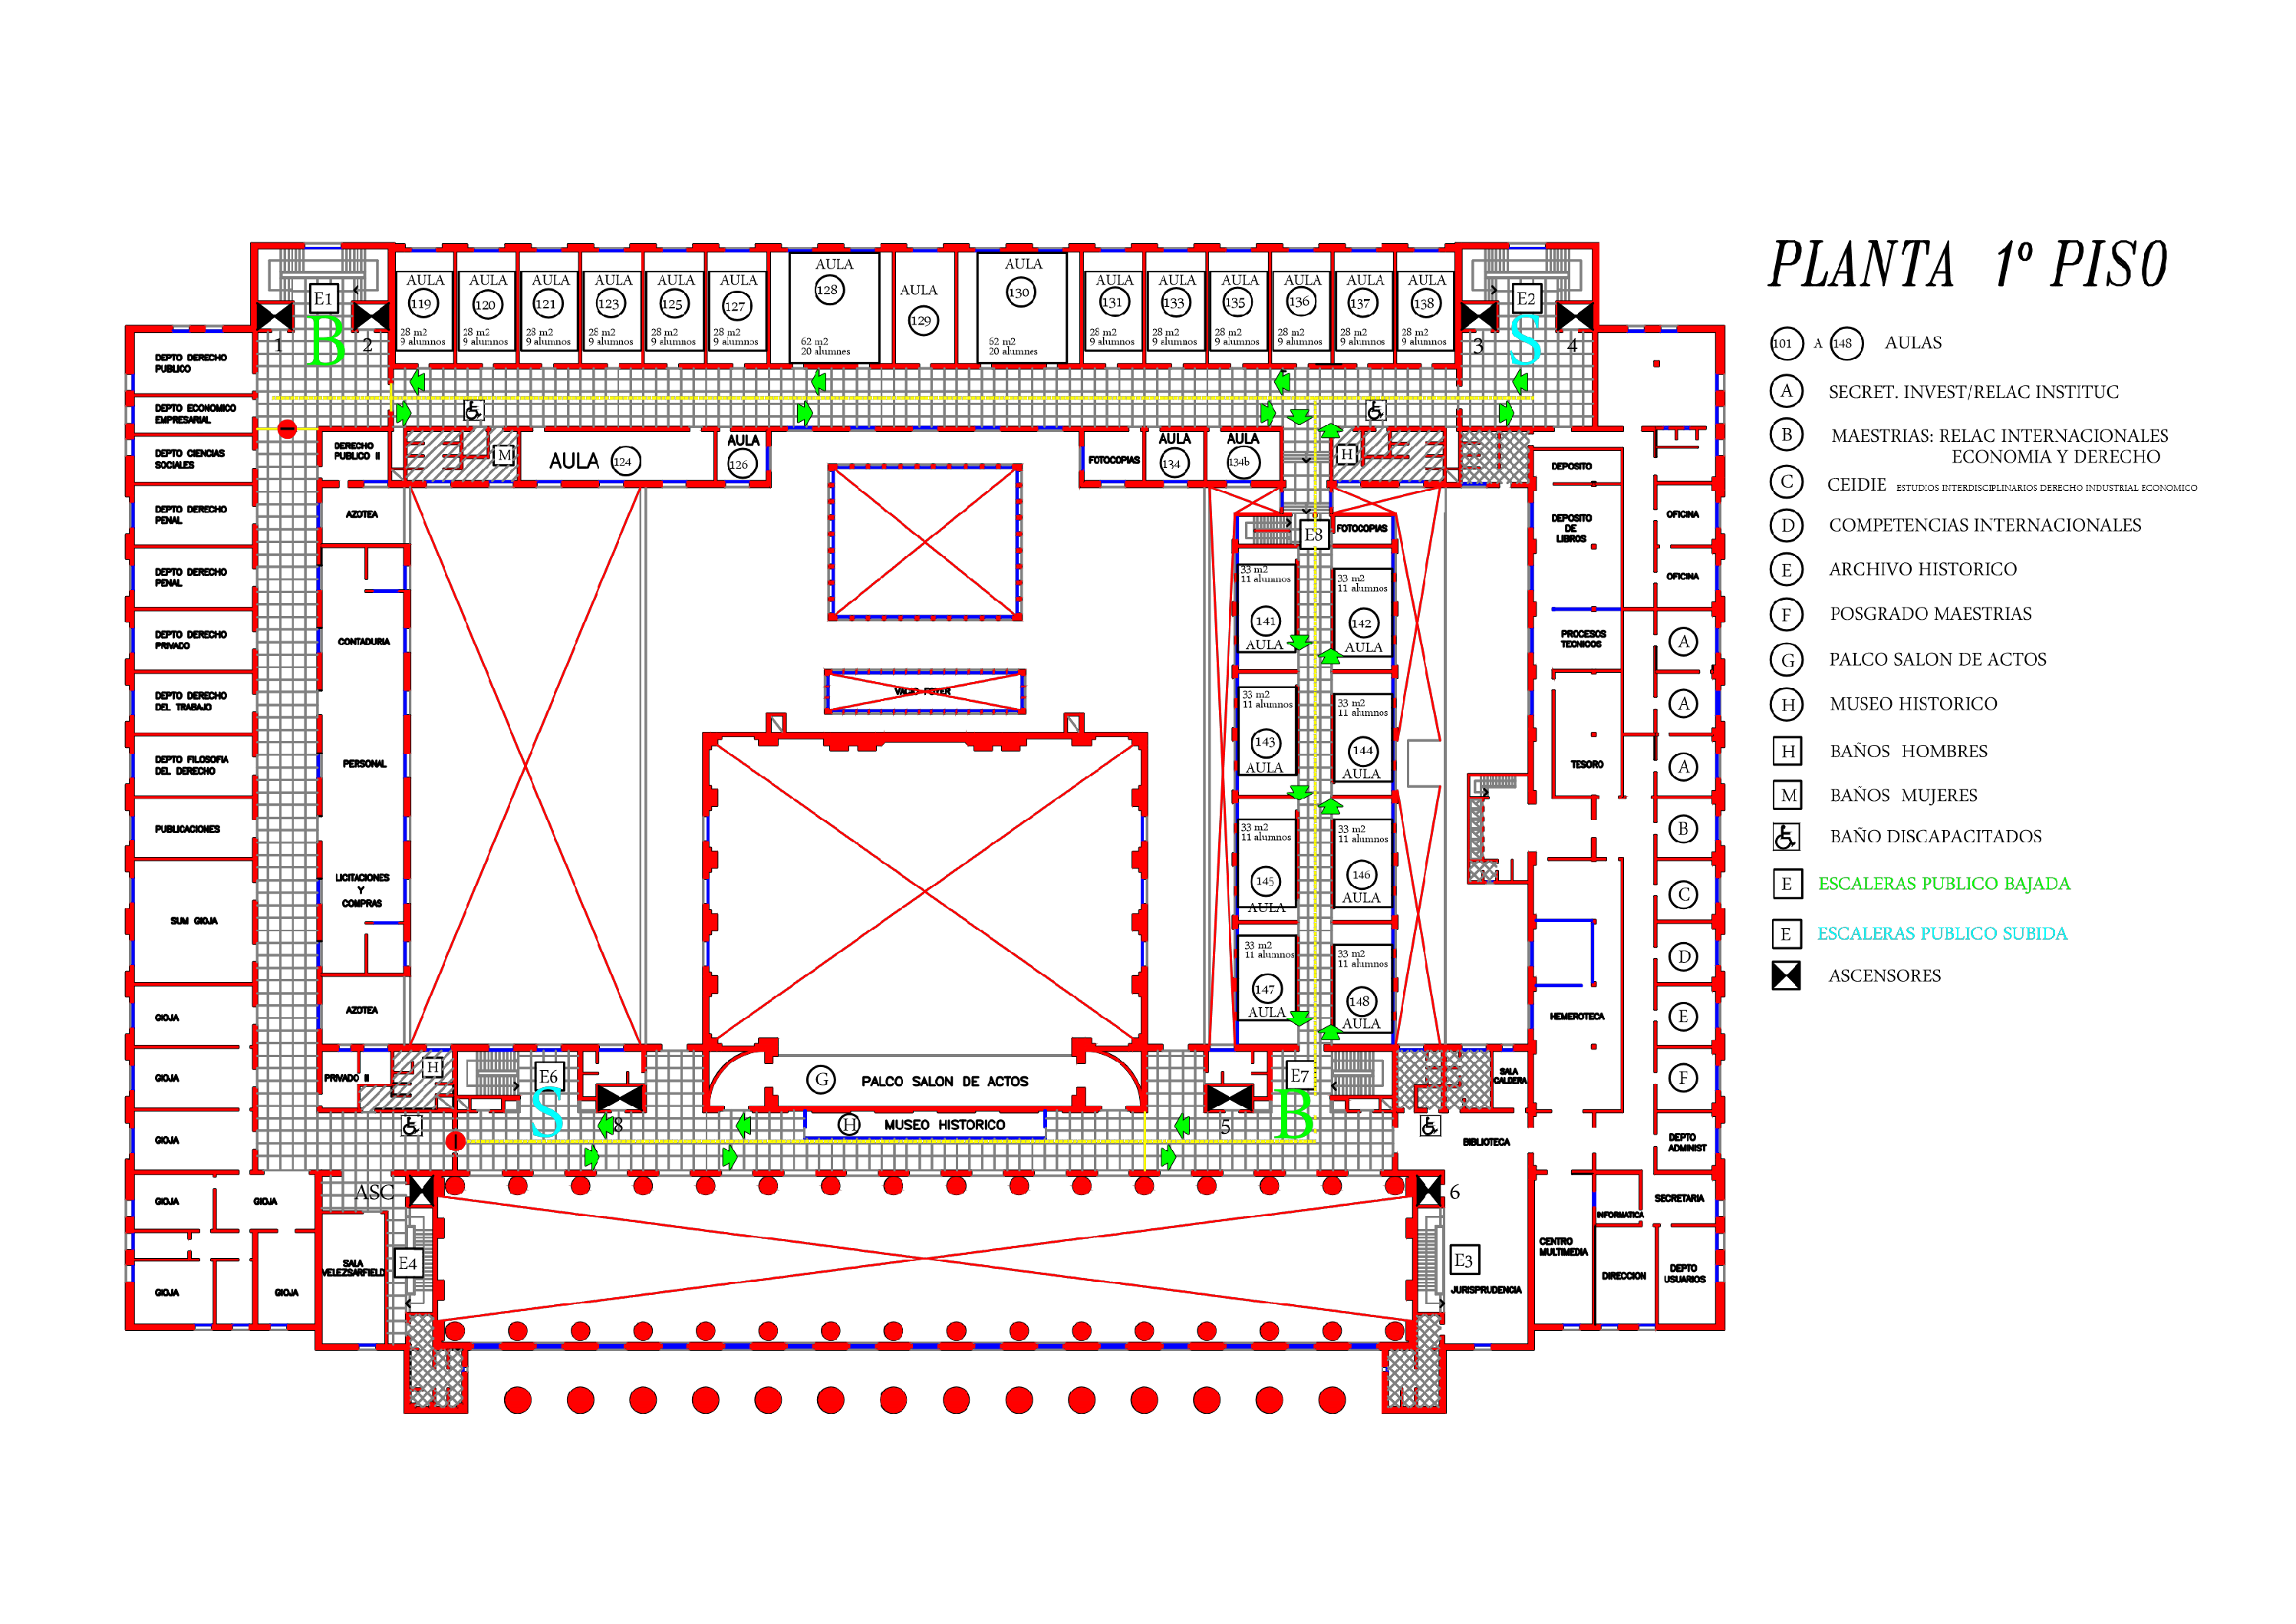 PLANTA 1º PISO
101 A 148 AULAS
A SECRET. INVEST/RELAC INSTITUC
B MAESTRIAS: RELAC INTERNACIONALES
ECONOMIA Y DERECHO
C CEIDIE ESTUDIOS INTERDISCIPLINARIOS DERECHO INDUSTRIAL ECONOMICO
D COMPETENCIAS INTERNACIONALES
E ARCHIVO HISTORICO
F POSGRADO MAESTRIAS
G PALCO SALON DE ACTOS
H MUSEO HISTORICO
H BAÑOS HOMBRES
M BAÑOS MUJERES
BAÑO DISCAPACITADOS
E ESCALERAS PUBLICO BAJADA
E ESCALERAS PUBLICO SUBIDA
ASCENSORES
E1
B
1
2
AULA
119
28 m2
9 alumnos
AULA
120
28 m2
9 alumnos
AULA
121
28 m2
9 alumnos
AULA
123
28 m2
9 alumnos
AULA
125
28 m2
9 alumnos
AULA
127
28 m2
9 alumnos
AULA
128
62 m2
20 alumnes
AULA
129
AULA
130
62 m2
20 alumnes
AULA
131
28 m2
9 alumnos
AULA
133
28 m2
9 alumnos
AULA
135
28 m2
9 alumnos
AULA
136
28 m2
9 alumnos
AULA
137
28 m2
9 alumnos
AULA
138
28 m2
9 alumnos
E2
S
3
4
DEPTO DERECHO
PUBLICO
DEPTO ECONOMICO
EMPRESARIAL
DEPTO CIENCIAS
SOCIALES
DEPTO DERECHO
PENAL
DEPTO DERECHO
PENAL
DEPTO DERECHO
PRIVADO
DEPTO DERECHO
DEL TRABAJO
DEPTO FILOSOFIA
DEL DERECHO
PUBLICACIONES
SUM GIOJA
GIOJA
GIOJA
GIOJA
GIOJA
GIOJA
GIOJA
GIOJA
DERECHO
PUBLICO II
AZOTEA
CONTADURIA
PERSONAL
LICITACIONES
Y
COMPRAS
AZOTEA
PRIVADO II
H
M
AULA 124
AULA
126
FOTOCOPIAS
AULA
134
AULA
134b
H
VACIO FOYER
E8
FOTOCOPIAS
33 m2
11 alumnos
141
AULA
33 m2
11 alumnos
142
AULA
33 m2
11 alumnos
143
AULA
33 m2
11 alumnos
144
AULA
33 m2
11 alumnos
145
AULA
33 m2
11 alumnos
146
AULA
33 m2
11 alumnos
147
AULA
33 m2
11 alumnos
148
AULA
DEPOSITO
DEPOSITO
DE
LIBROS
PROCESOS
TECNICOS
TESORO
HEMEROTECA
OFICINA
OFICINA
A
A
A
B
C
D
E
F
DEPTO
ADMINIST
SECRETARIA
INFORMATICA
CENTRO
MULTIMEDIA
DIRECCION
DEPTO
USUARIOS
SALA
CALDERA
BIBLIOTECA
JURISPRUDENCIA
E6
S
8
G PALCO SALON DE ACTOS
H MUSEO HISTORICO
E7
B
5
ASC
E4
SALA
VELEZSARFIELD
6
E3